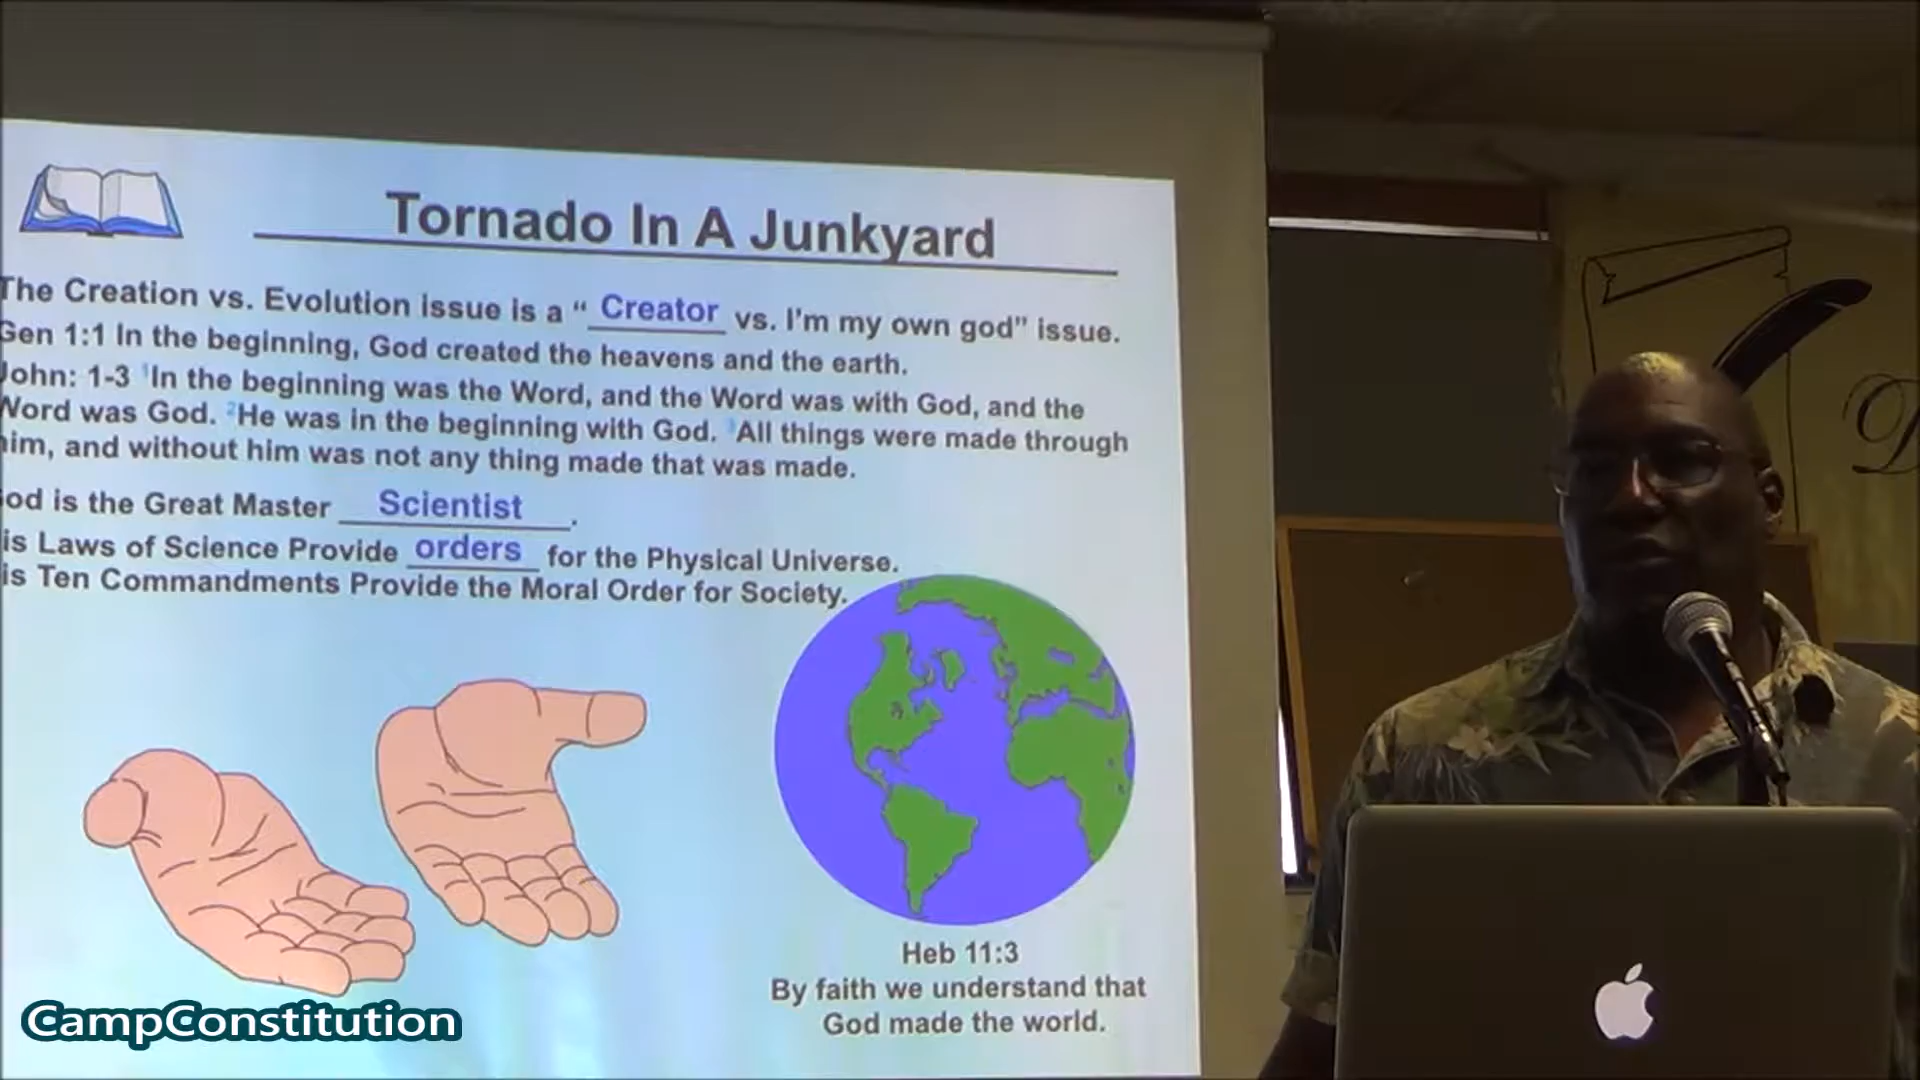 Tornado In A Junkyard
The Creation vs. Evolution issue is a “ Creator vs. I'm my own god” issue.
Gen 1:1 In the beginning, God created the heavens and the earth.
John: 1-3 1In the beginning was the Word, and the Word was with God, and the
Word was God. 2He was in the beginning with God. 3All things were made through
him, and without him was not any thing made that was made.
od is the Great Master Scientist.
is Laws of Science Provide orders for the Physical Universe.
is Ten Commandments Provide the Moral Order for Society.
Heb 11:3
By faith we understand that
God made the world.
CampConstitution
D